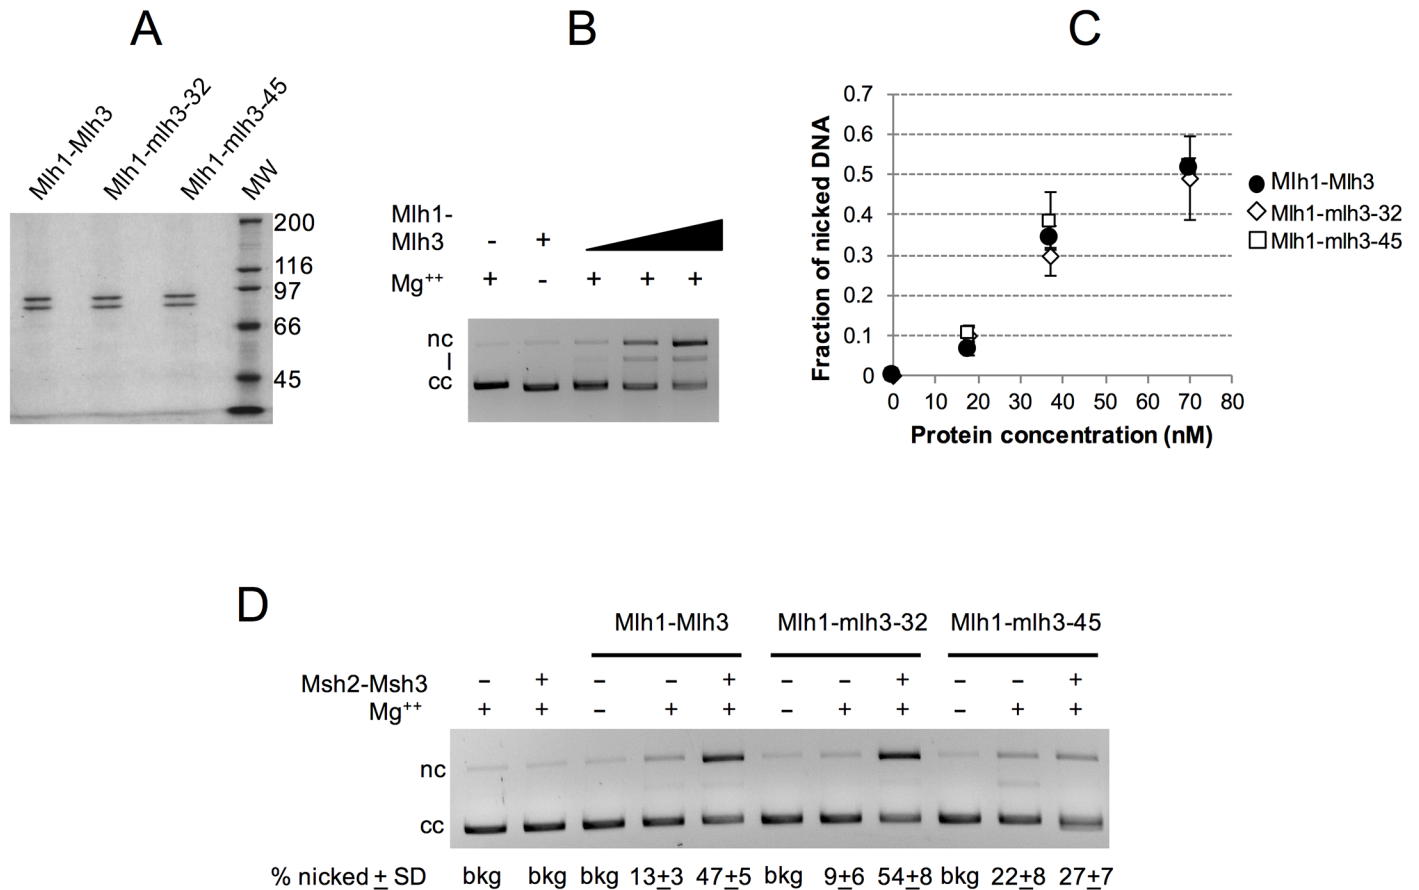 A
Mlh1-Mlh3
Mlh1-mlh3-32
Mlh1-mlh3-45
MW
200
116
97
66
45
B
Mlh1-
Mlh3 - +
Mg++ + - + + +
nc
l
cc
C
Fraction of nicked DNA
0.7
0.6
0.5
0.4
0.3
0.2
0.1
0
0 10 20 30 40 50 60 70 80
Protein concentration (nM)
Mlh1-Mlh3
Mlh1-mlh3-32
Mlh1-mlh3-45
D
Mlh1-Mlh3 Mlh1-mlh3-32 Mlh1-mlh3-45
Msh2-Msh3 – + – – + – – + – – +
Mg++ + + – + + – + + – + +
nc
cc
% nicked ± SD bkg bkg bkg 13±3 47±5 bkg 9±6 54±8 bkg 22±8 27±7